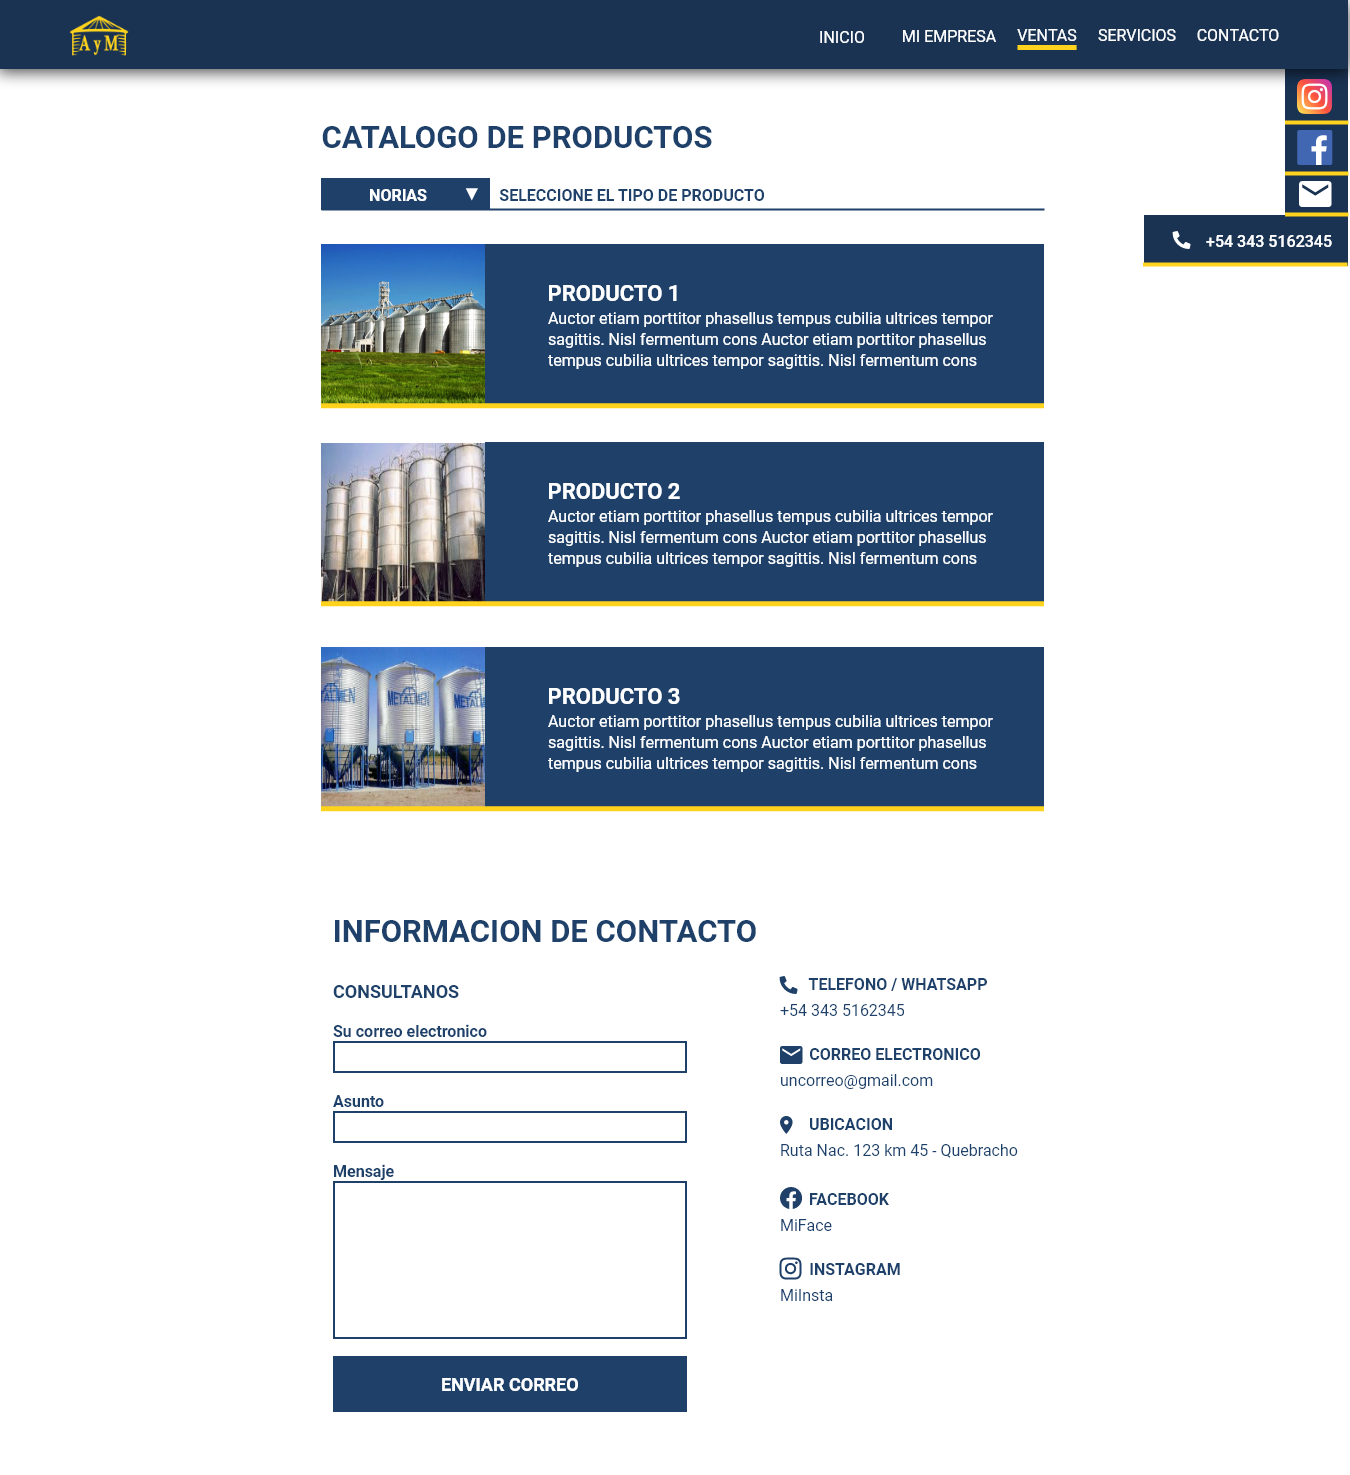 AyM
INICIO
MI EMPRESA
VENTAS
SERVICIOS
CONTACTO
CATALOGO DE PRODUCTOS
NORIAS ▼
SELECCIONE EL TIPO DE PRODUCTO
+54 343 5162345
PRODUCTO 1
Auctor etiam porttitor phasellus tempus cubilia ultrices tempor
sagittis. Nisl fermentum cons Auctor etiam porttitor phasellus
tempus cubilia ultrices tempor sagittis. Nisl fermentum cons
PRODUCTO 2
Auctor etiam porttitor phasellus tempus cubilia ultrices tempor
sagittis. Nisl fermentum cons Auctor etiam porttitor phasellus
tempus cubilia ultrices tempor sagittis. Nisl fermentum cons
METALMEN
PRODUCTO 3
Auctor etiam porttitor phasellus tempus cubilia ultrices tempor
sagittis. Nisl fermentum cons Auctor etiam porttitor phasellus
tempus cubilia ultrices tempor sagittis. Nisl fermentum cons
INFORMACION DE CONTACTO
CONSULTANOS
Su correo electronico
Asunto
Mensaje
ENVIAR CORREO
TELEFONO / WHATSAPP
+54 343 5162345
CORREO ELECTRONICO
uncorreo@gmail.com
UBICACION
Ruta Nac. 123 km 45 - Quebracho
FACEBOOK
MiFace
INSTAGRAM
MiInsta